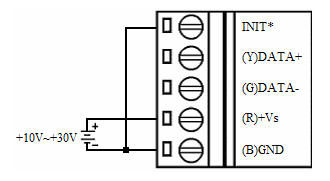 INIT*
(Y)DATA+
(G)DATA-
(R)+Vs
+10V~+30V
+
-
(B)GND